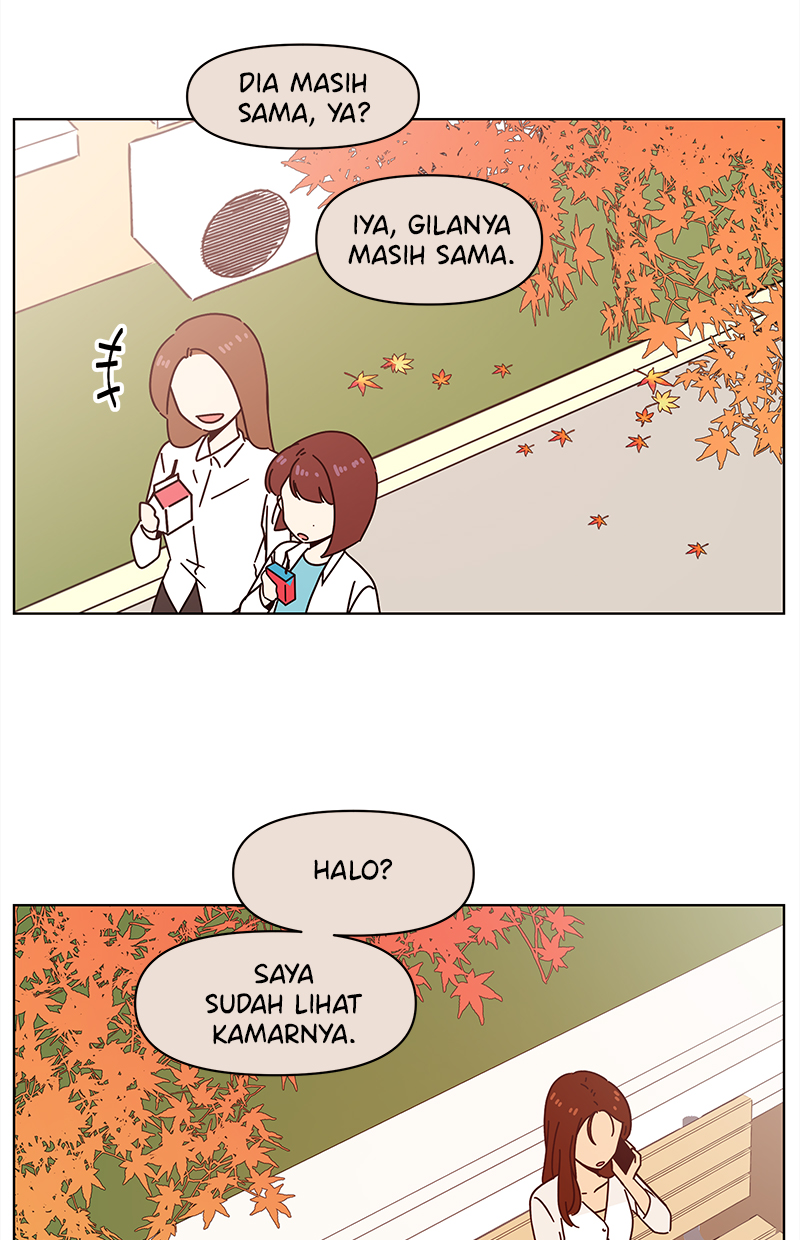 DIA MASIH
SAMA, YA?
IYA, GILANYA
MASIH SAMA.
HALO?
SAYA
SUDAH LIHAT
KAMARNYA.